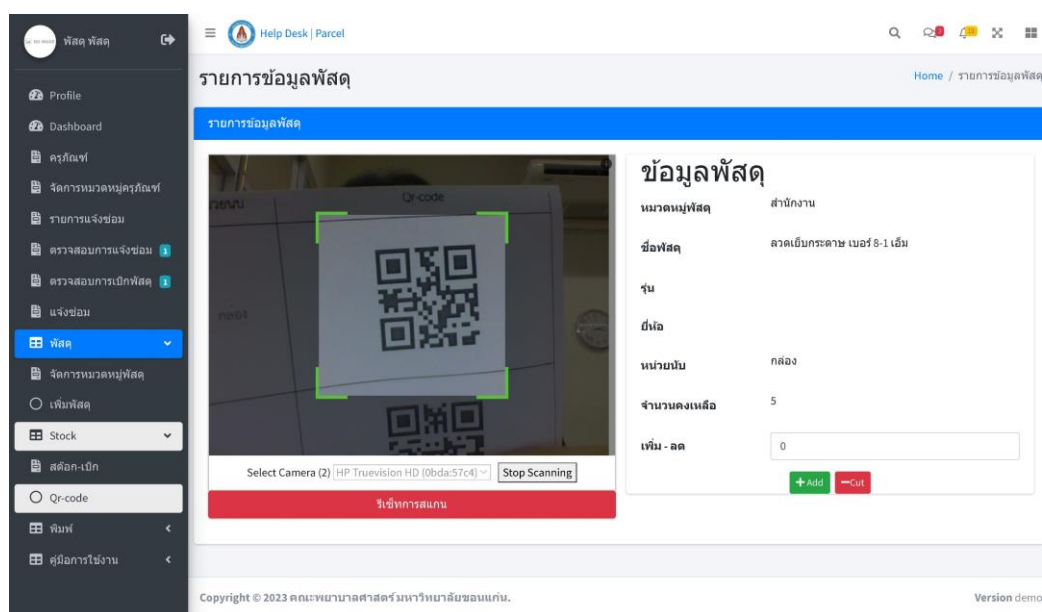 พัสดุ พัสดุ
Help Desk | Parcel
รายการข้อมูลพัสดุ
Home / รายการข้อมูลพัสดุ
Profile
Dashboard
ครุภัณฑ์
จัดการหมวดหมู่ครุภัณฑ์
รายการแจ้งซ่อม
ตรวจสอบการแจ้งซ่อม 1
ตรวจสอบการเบิกพัสดุ 1
แจ้งซ่อม
พัสดุ
จัดการหมวดหมู่พัสดุ
เพิ่มพัสดุ
Stock
สต๊อก-เบิก
Qr-code
พิมพ์
คู่มือการใช้งาน
รายการข้อมูลพัสดุ
Qr-code
กล่อง
Select Camera (2) HP Truevision HD (0bda:57c4) Stop Scanning
รีเซ็ทการสแกน
ข้อมูลพัสดุ
หมวดหมู่พัสดุ สำนักงาน
ชื่อพัสดุ ลวดเย็บกระดาษ เบอร์ 8-1 เอ็ม
รุ่น
ยี่ห้อ
หน่วยนับ กล่อง
จำนวนคงเหลือ 5
เพิ่ม - ลด 0
+Add −Cut
Copyright © 2023 คณะพยาบาลศาสตร์ มหาวิทยาลัยขอนแก่น.
Version demo